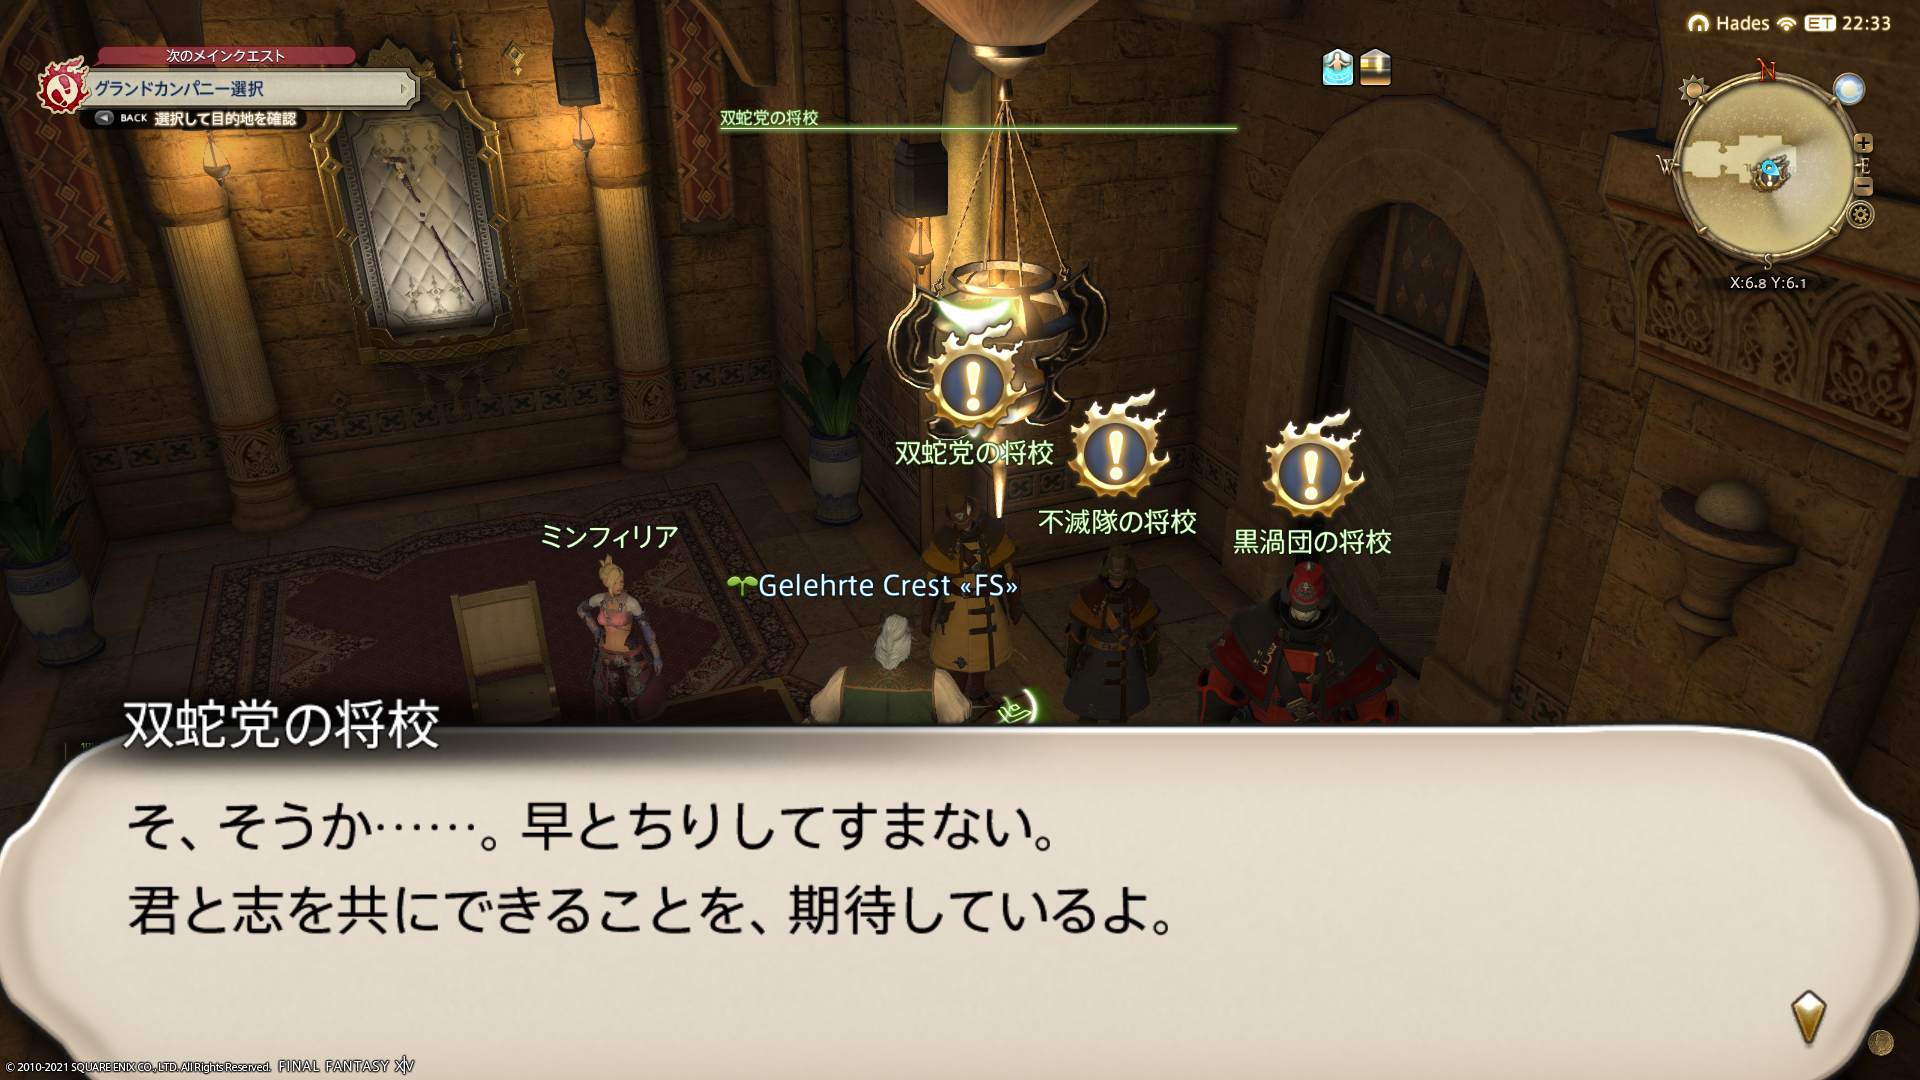 次のメインクエスト
グランドカンパニー選択
BACK 選択して目的地を確認
双蛇党の将校
Hades ET 22:33
N
W
E
S
X:6.8 Y:6.1
双蛇党の将校
不滅隊の将校
黒渦団の将校
ミンフィリア
Gelehrte Crest «FS»
双蛇党の将校
そ、そうか……。早とちりしてすまない。
君と志を共にできることを、期待しているよ。
© 2010-2021 SQUARE ENIX CO., LTD. All Rights Reserved. FINAL FANTASY XIV